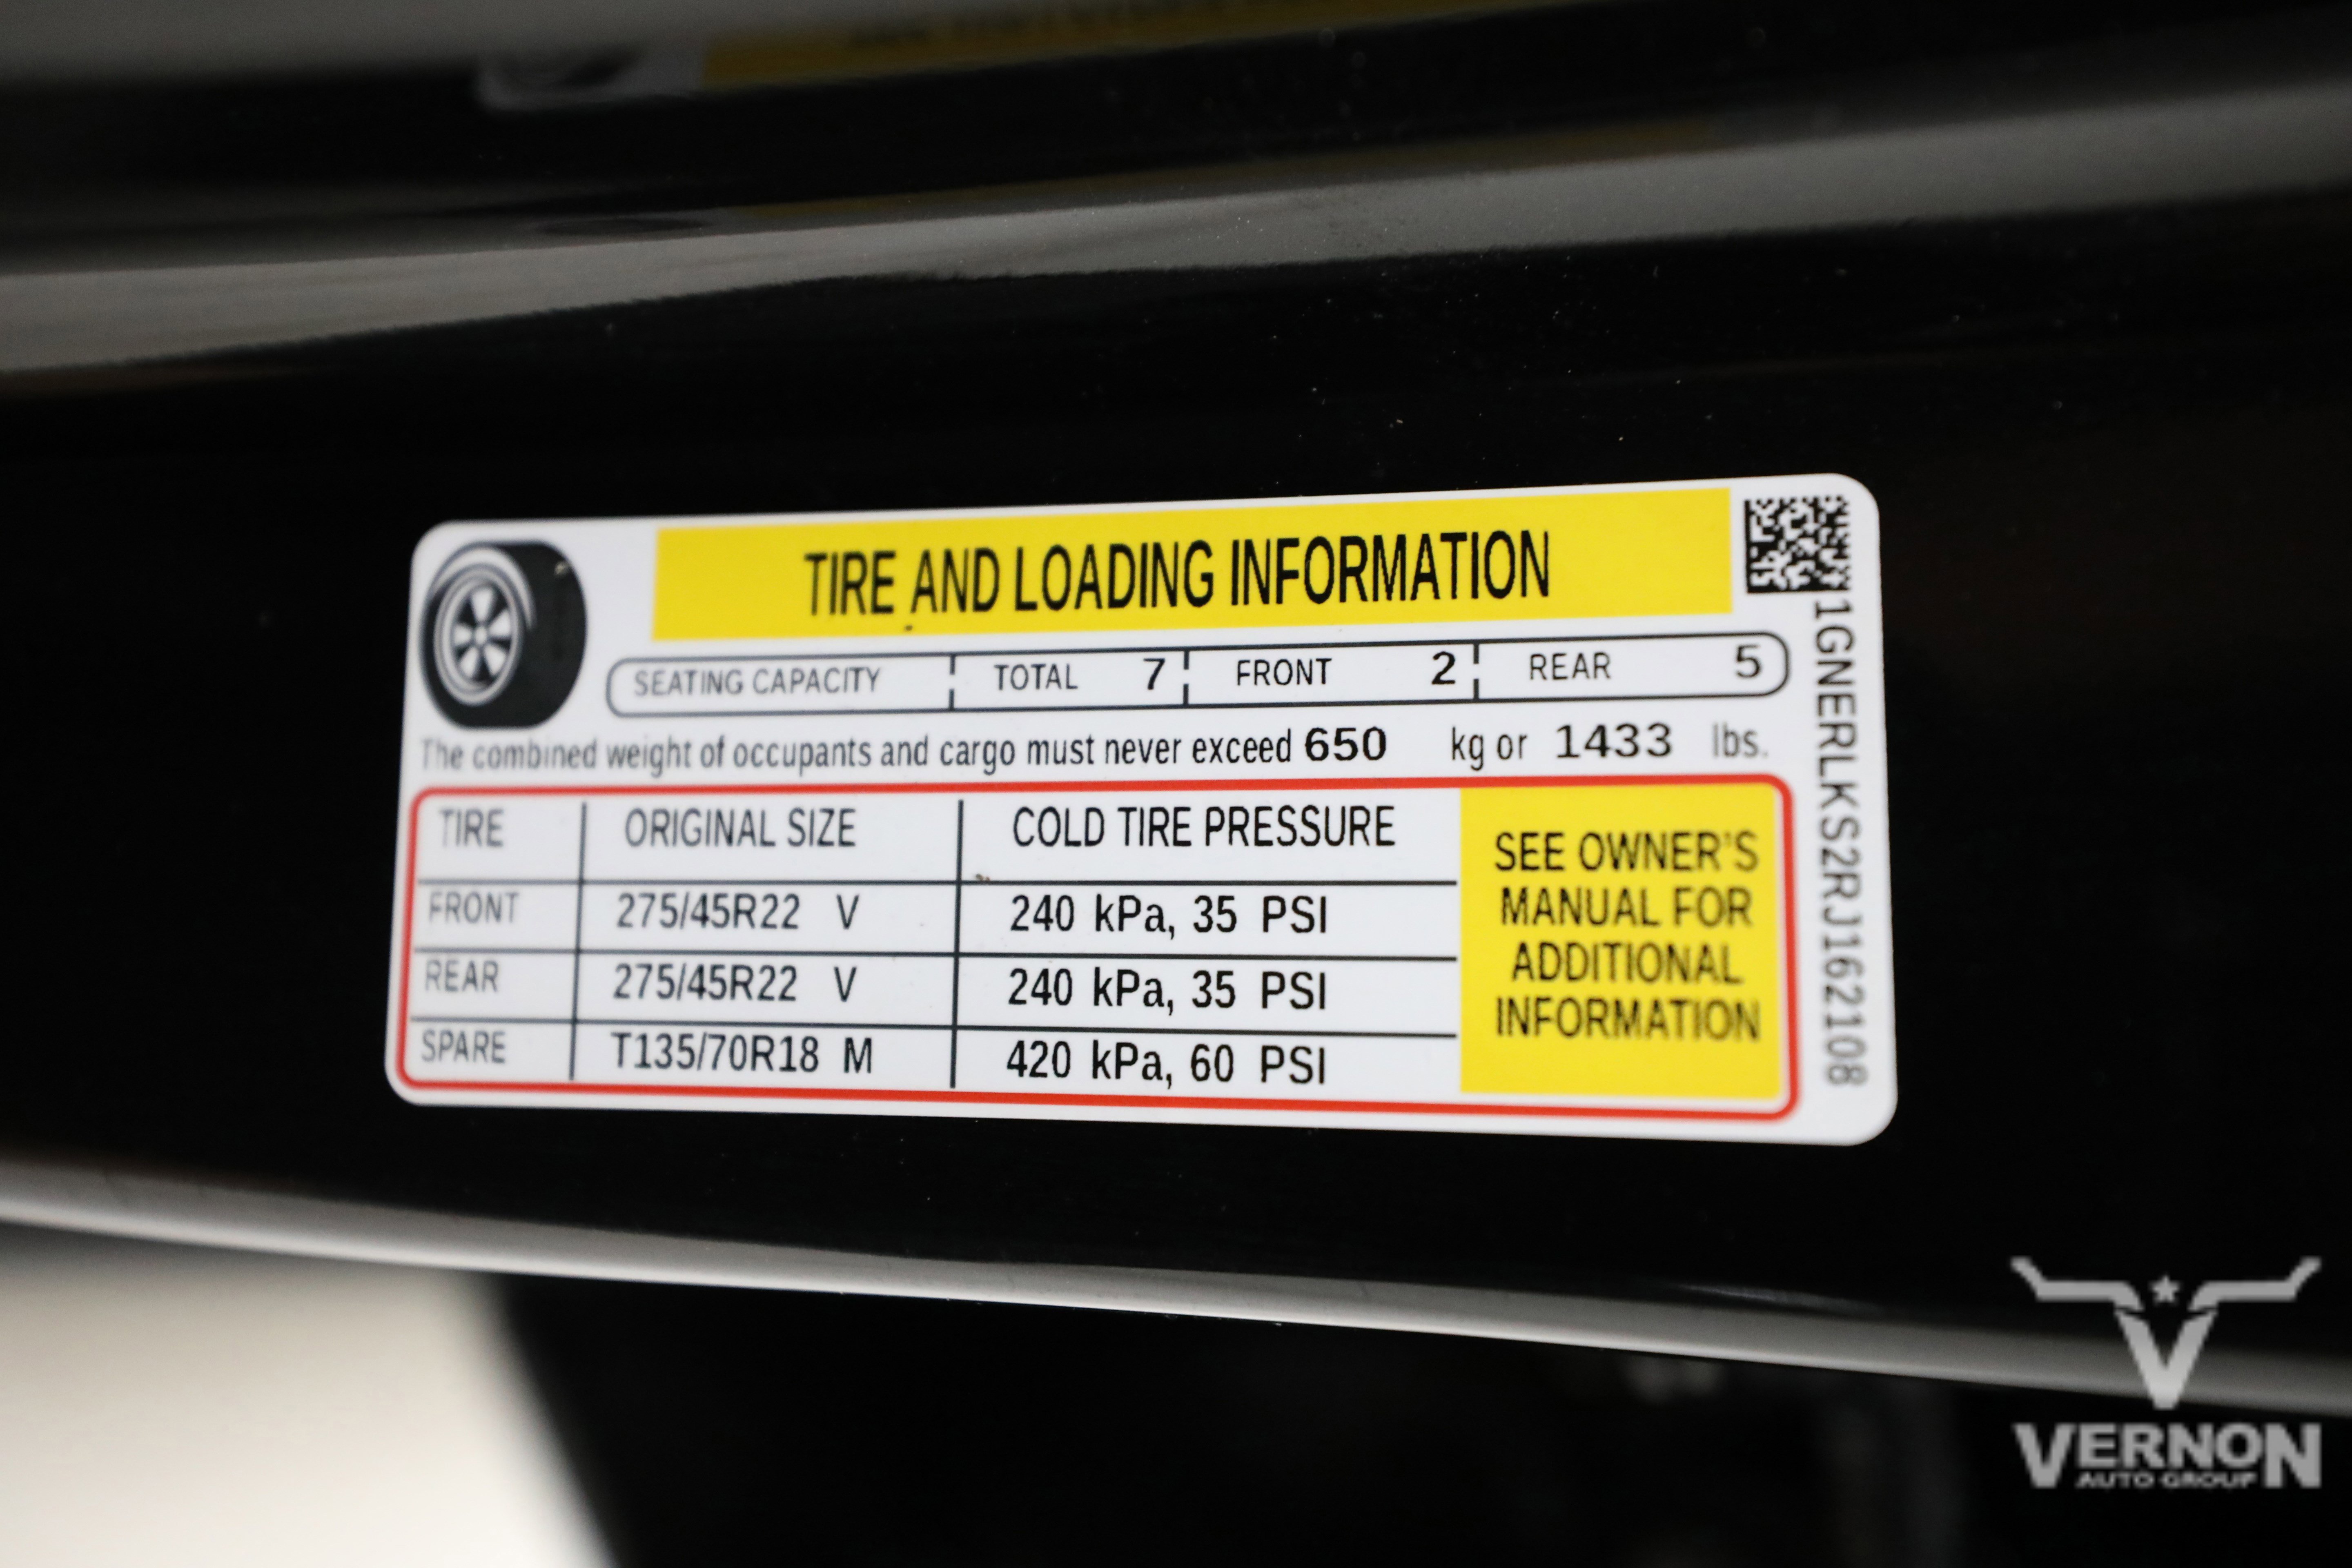 TIRE AND LOADING INFORMATION
SEATING CAPACITY TOTAL 7 FRONT 2 REAR 5
The combined weight of occupants and cargo must never exceed 650 kg or 1433 lbs.
TIRE ORIGINAL SIZE COLD TIRE PRESSURE
FRONT 275/45R22 V 240 kPa, 35 PSI
REAR 275/45R22 V 240 kPa, 35 PSI
SPARE T135/70R18 M 420 kPa, 60 PSI
SEE OWNER'S
MANUAL FOR
ADDITIONAL
INFORMATION
1GNERLKS2RJ162108
VERNON
AUTO GROUP